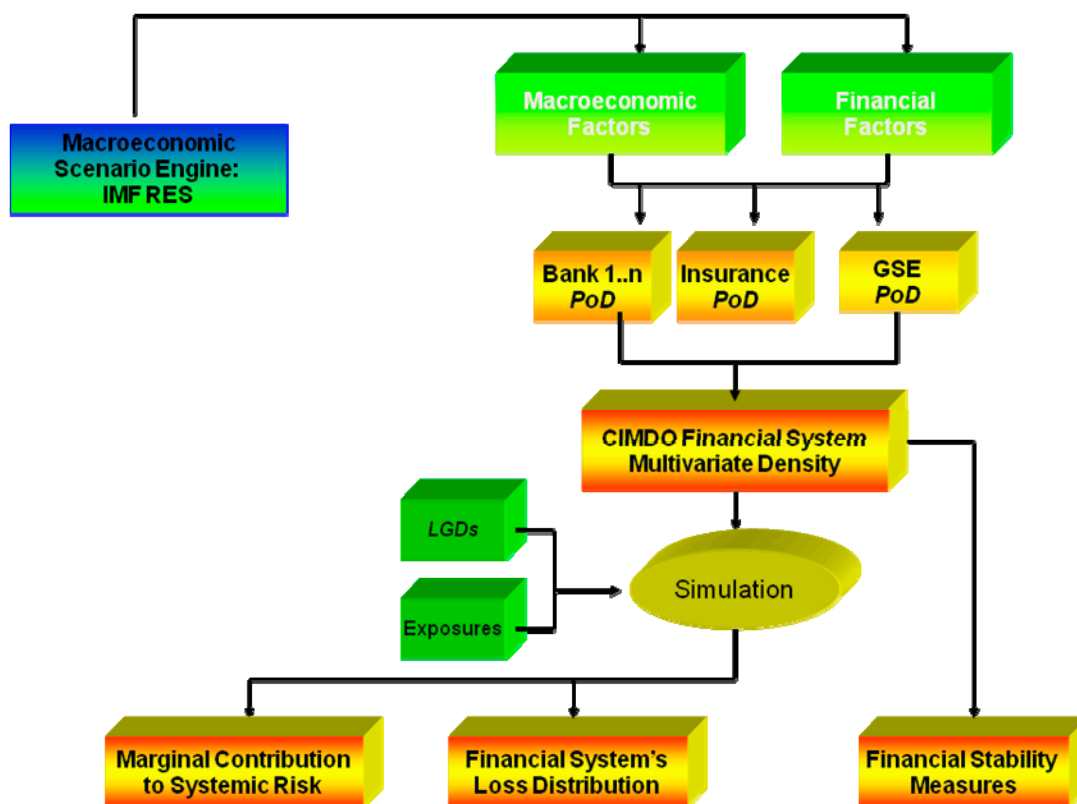 Macroeconomic
Factors
Financial
Factors
Macroeconomic
Scenario Engine:
IMF RES
Bank 1..n
PoD
Insurance
PoD
GSE
PoD
CIMDO Financial System
Multivariate Density
LGDs
Simulation
Exposures
Marginal Contribution
to Systemic Risk
Financial System's
Loss Distribution
Financial Stability
Measures